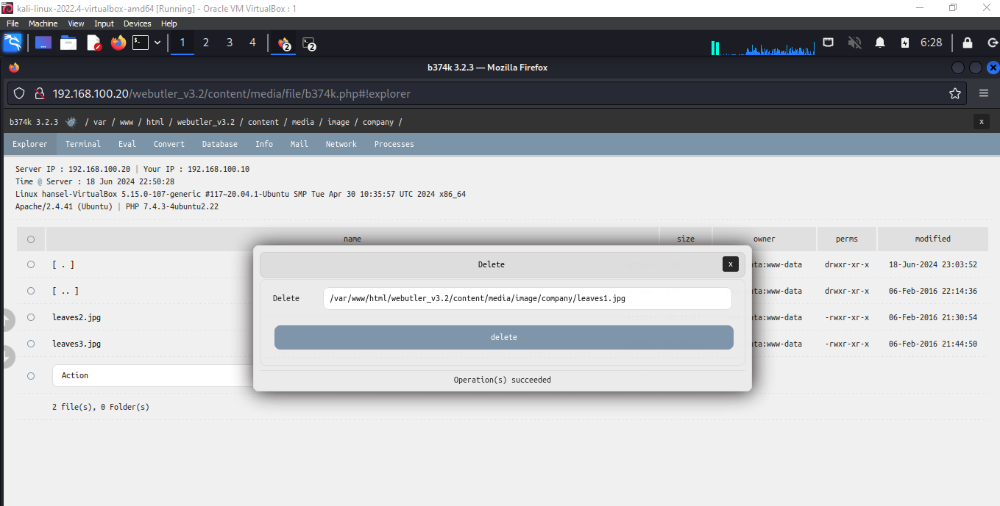 kali-linux-2022.4-virtualbox-amd64 [Running] - Oracle VM VirtualBox : 1
File Machine View Input Devices Help
1 2 3 4 2 2 6:28
b374k 3.2.3 — Mozilla Firefox
192.168.100.20/webutler_v3.2/content/media/file/b374k.php#!explorer
b374k 3.2.3 / var / www / html / webutler_v3.2 / content / media / image / company / x
Explorer Terminal Eval Convert Database Info Mail Network Processes
Server IP : 192.168.100.20 | Your IP : 192.168.100.10
Time @ Server : 18 Jun 2024 22:50:28
Linux hansel-VirtualBox 5.15.0-107-generic #117~20.04.1-Ubuntu SMP Tue Apr 30 10:35:57 UTC 2024 x86_64
Apache/2.4.41 (Ubuntu) | PHP 7.4.3-4ubuntu2.22
name size owner perms modified
[ . ] ta:www-data drwxr-xr-x 18-Jun-2024 23:03:52
[ .. ] ta:www-data drwxr-xr-x 06-Feb-2016 22:14:36
leaves2.jpg ta:www-data -rwxr-xr-x 06-Feb-2016 21:30:54
leaves3.jpg ta:www-data -rwxr-xr-x 06-Feb-2016 21:44:50
Action
2 file(s), 0 Folder(s)
Delete x
Delete /var/www/html/webutler_v3.2/content/media/image/company/leaves1.jpg
delete
Operation(s) succeeded